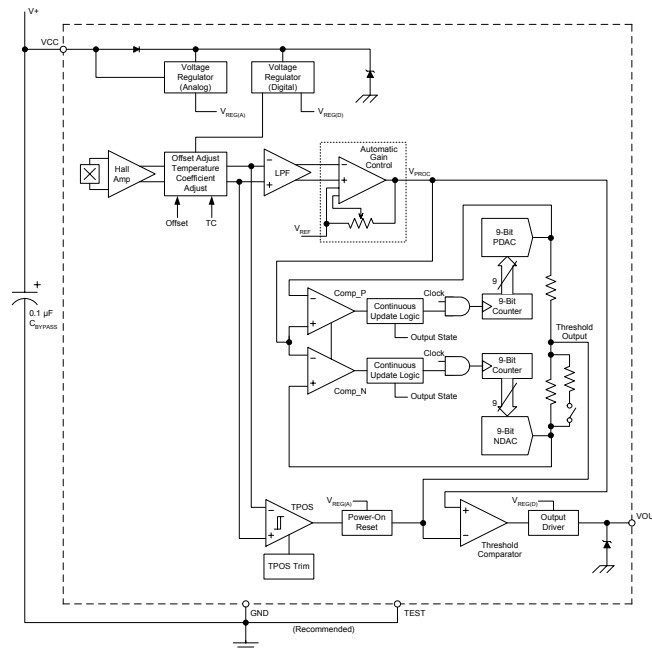 V+
VCC
Voltage
Regulator
(Analog)
Voltage
Regulator
(Digital)
VREG(A)
VREG(D)
Hall
Amp
Offset Adjust
Temperature
Coefficient
Adjust
Offset
TC
−
+
LPF
Automatic
Gain
Control
−
+
VREF
VPROC
9-Bit
PDAC
9
9-Bit
Counter
Comp_P
−
+
Continuous
Update Logic
Clock
Output State
Threshold
Output
−
+
Comp_N
Continuous
Update Logic
Clock
Output State
9-Bit
Counter
9
9-Bit
NDAC
+
0.1 µF
CBYPASS
TPOS
−
+
TPOS Trim
VREG(A)
Power-On
Reset
+
−
Threshold
Comparator
VREG(D)
Output
Driver
VOU
GND
TEST
(Recommended)